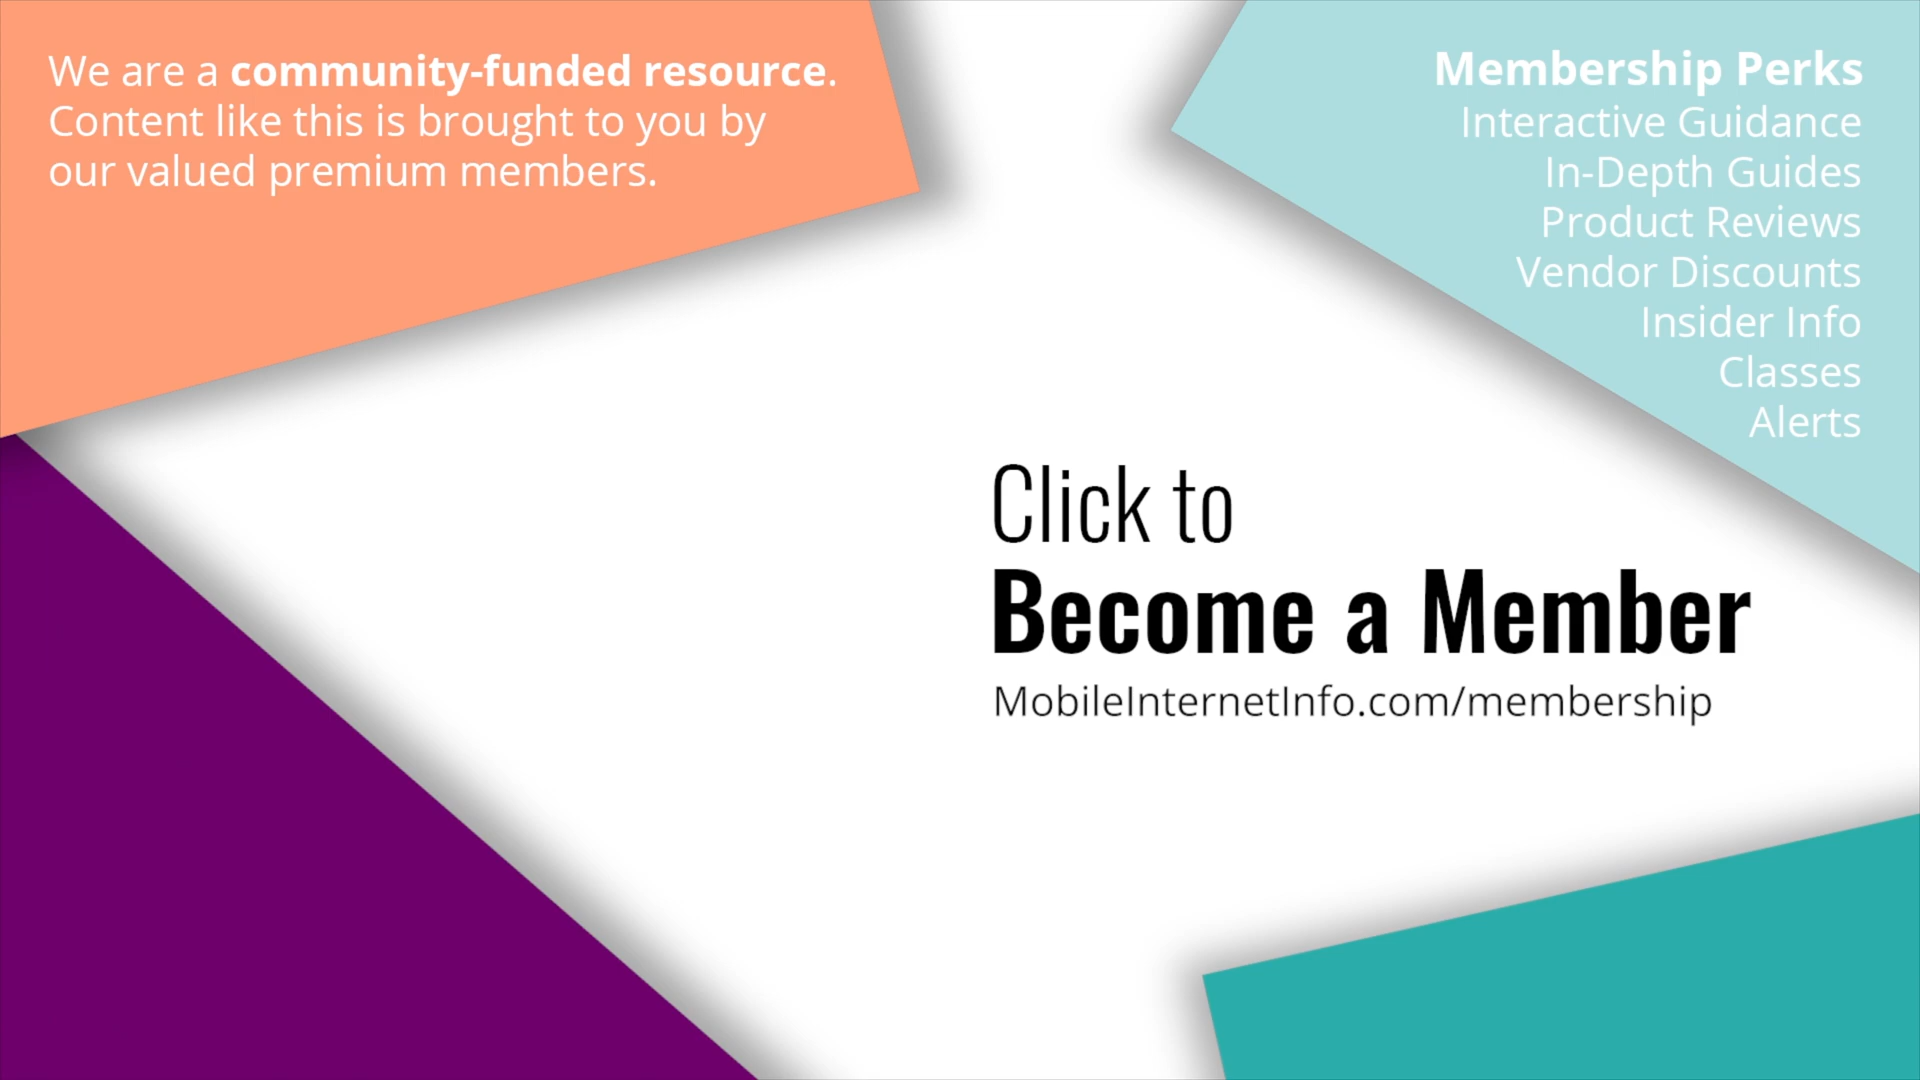 We are a community-funded resource.
Content like this is brought to you by
our valued premium members.
Membership Perks
Interactive Guidance
In-Depth Guides
Product Reviews
Vendor Discounts
Insider Info
Classes
Alerts
Click to
Become a Member
MobileInternetInfo.com/membership